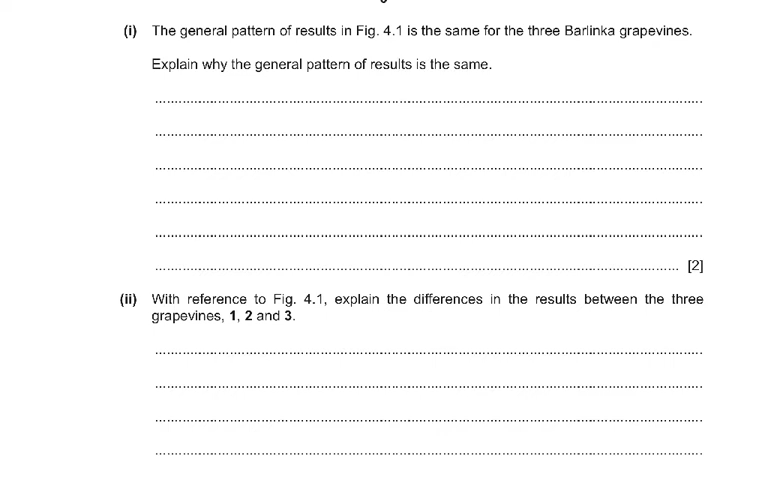 (i) The general pattern of results in Fig. 4.1 is the same for the three Barlinka grapevines.
Explain why the general pattern of results is the same.
[2]
(ii) With reference to Fig. 4.1, explain the differences in the results between the three
grapevines, 1, 2 and 3.